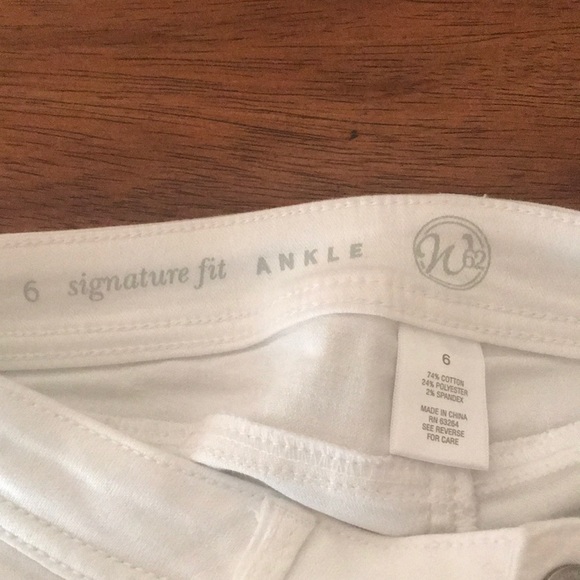 6 signature fit ANKLE W 62
6
74% COTTON
24% POLYESTER
2% SPANDEX
MADE IN CHINA
RN 63264
SEE REVERSE
FOR CARE